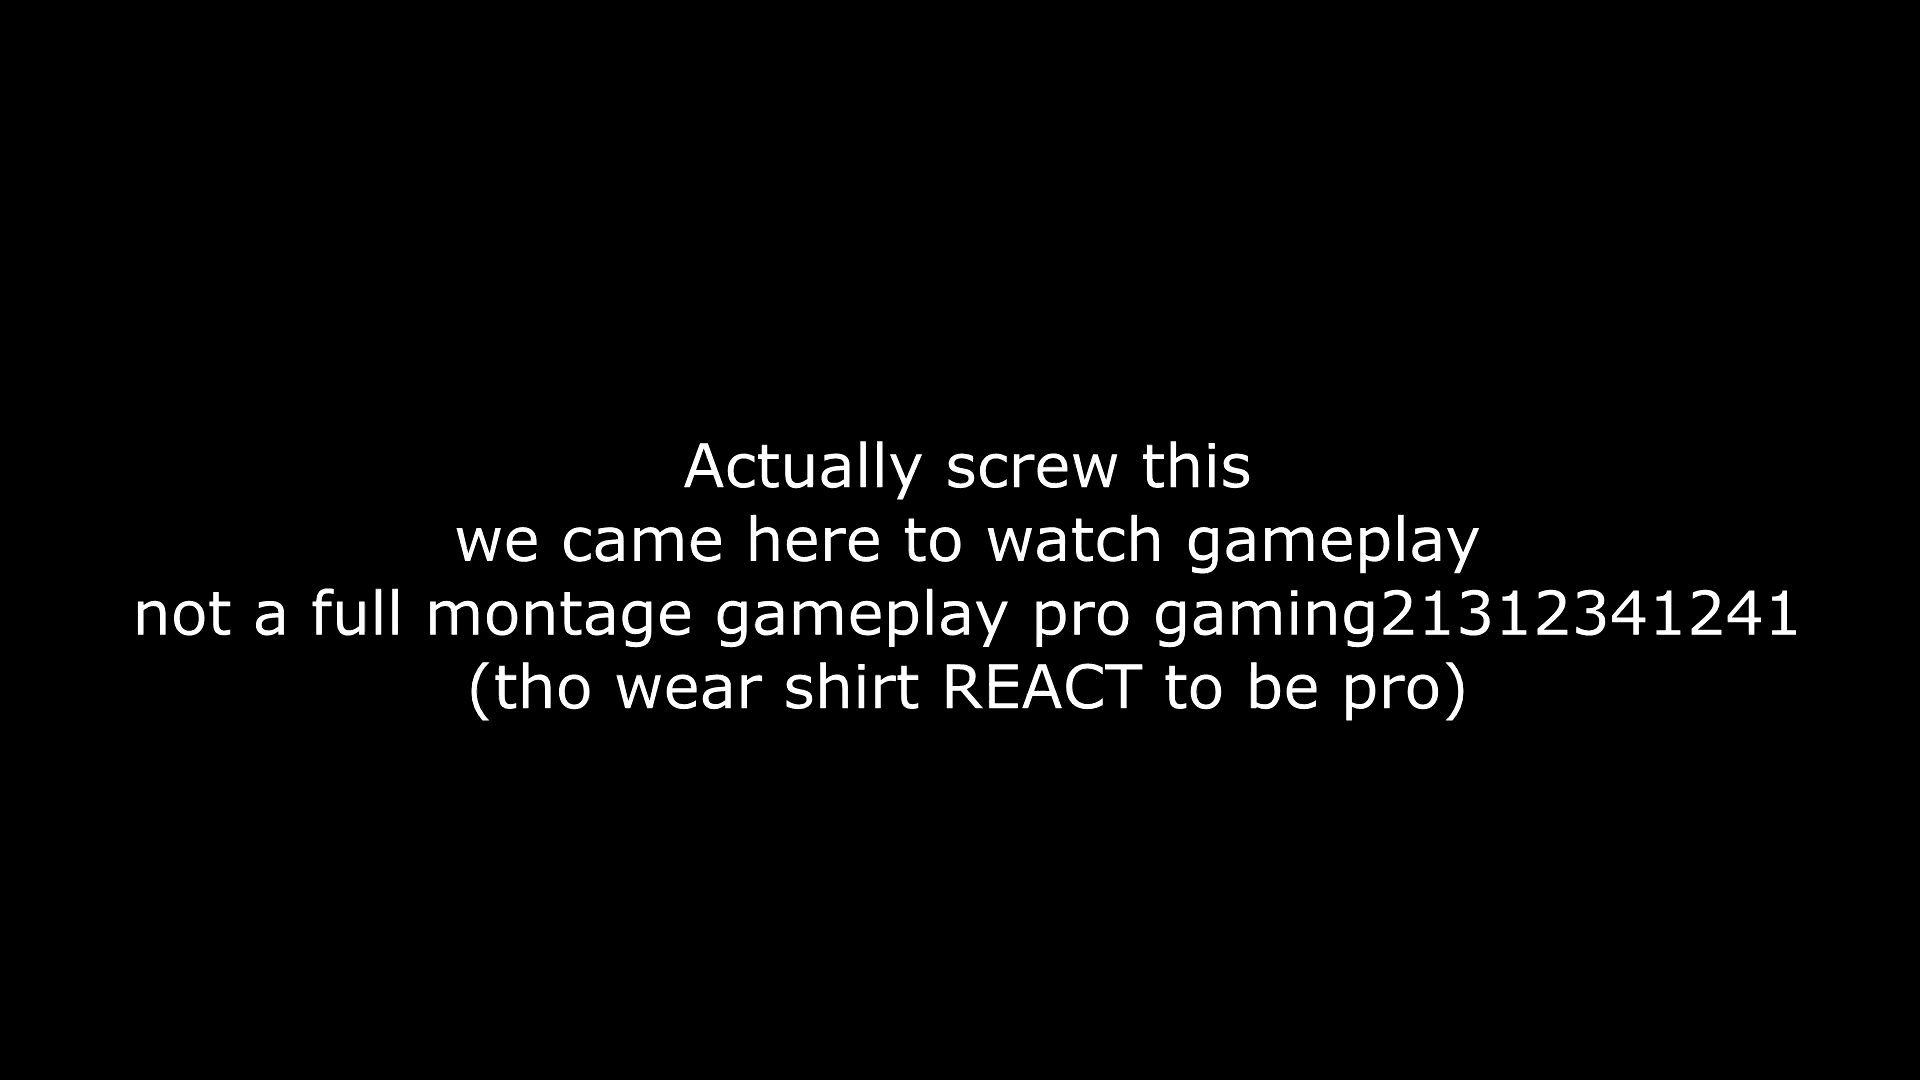 Actually screw this
we came here to watch gameplay
not a full montage gameplay pro gaming21312341241
(tho wear shirt REACT to be pro)